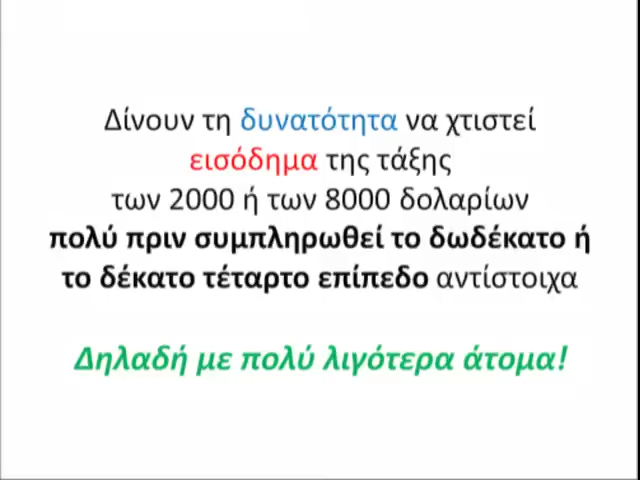 Δίνουν τη δυνατότητα να χτιστεί
εισόδημα της τάξης
των 2000 ή των 8000 δολαρίων
πολύ πριν συμπληρωθεί το δωδέκατο ή
το δέκατο τέταρτο επίπεδο αντίστοιχα
Δηλαδή με πολύ λιγότερα άτομα!